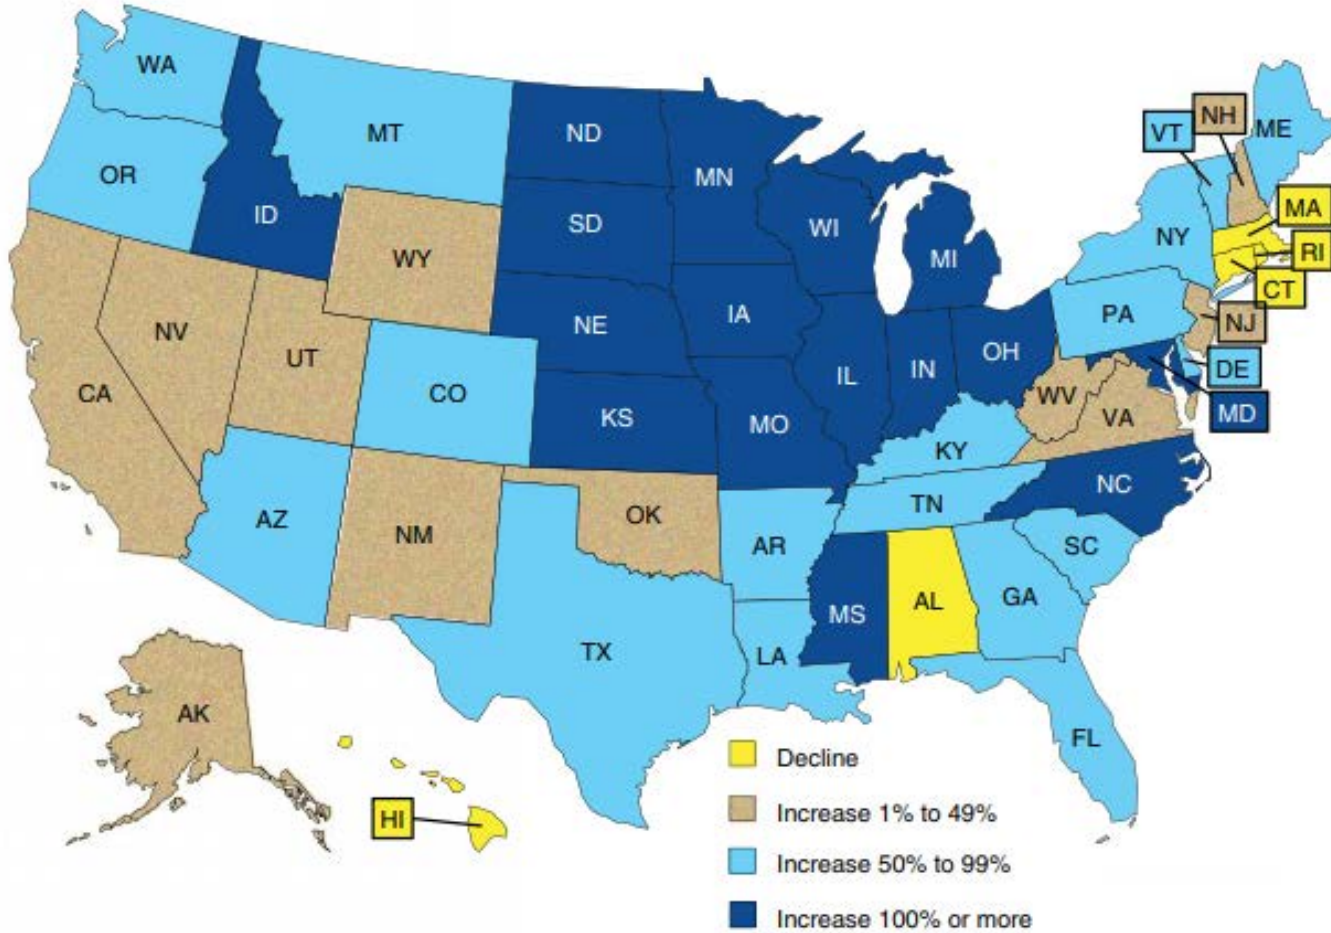 WA
MT
ND
MN
VT
NH
ME
OR
ID
SD
WI
MI
NY
MA
RI
CT
WY
NE
IA
PA
NJ
NV
UT
CO
KS
MO
IL
IN
OH
DE
MD
CA
WV
VA
KY
AZ
NM
OK
AR
TN
NC
SC
MS
AL
GA
TX
LA
FL
AK
HI
Decline
Increase 1% to 49%
Increase 50% to 99%
Increase 100% or more